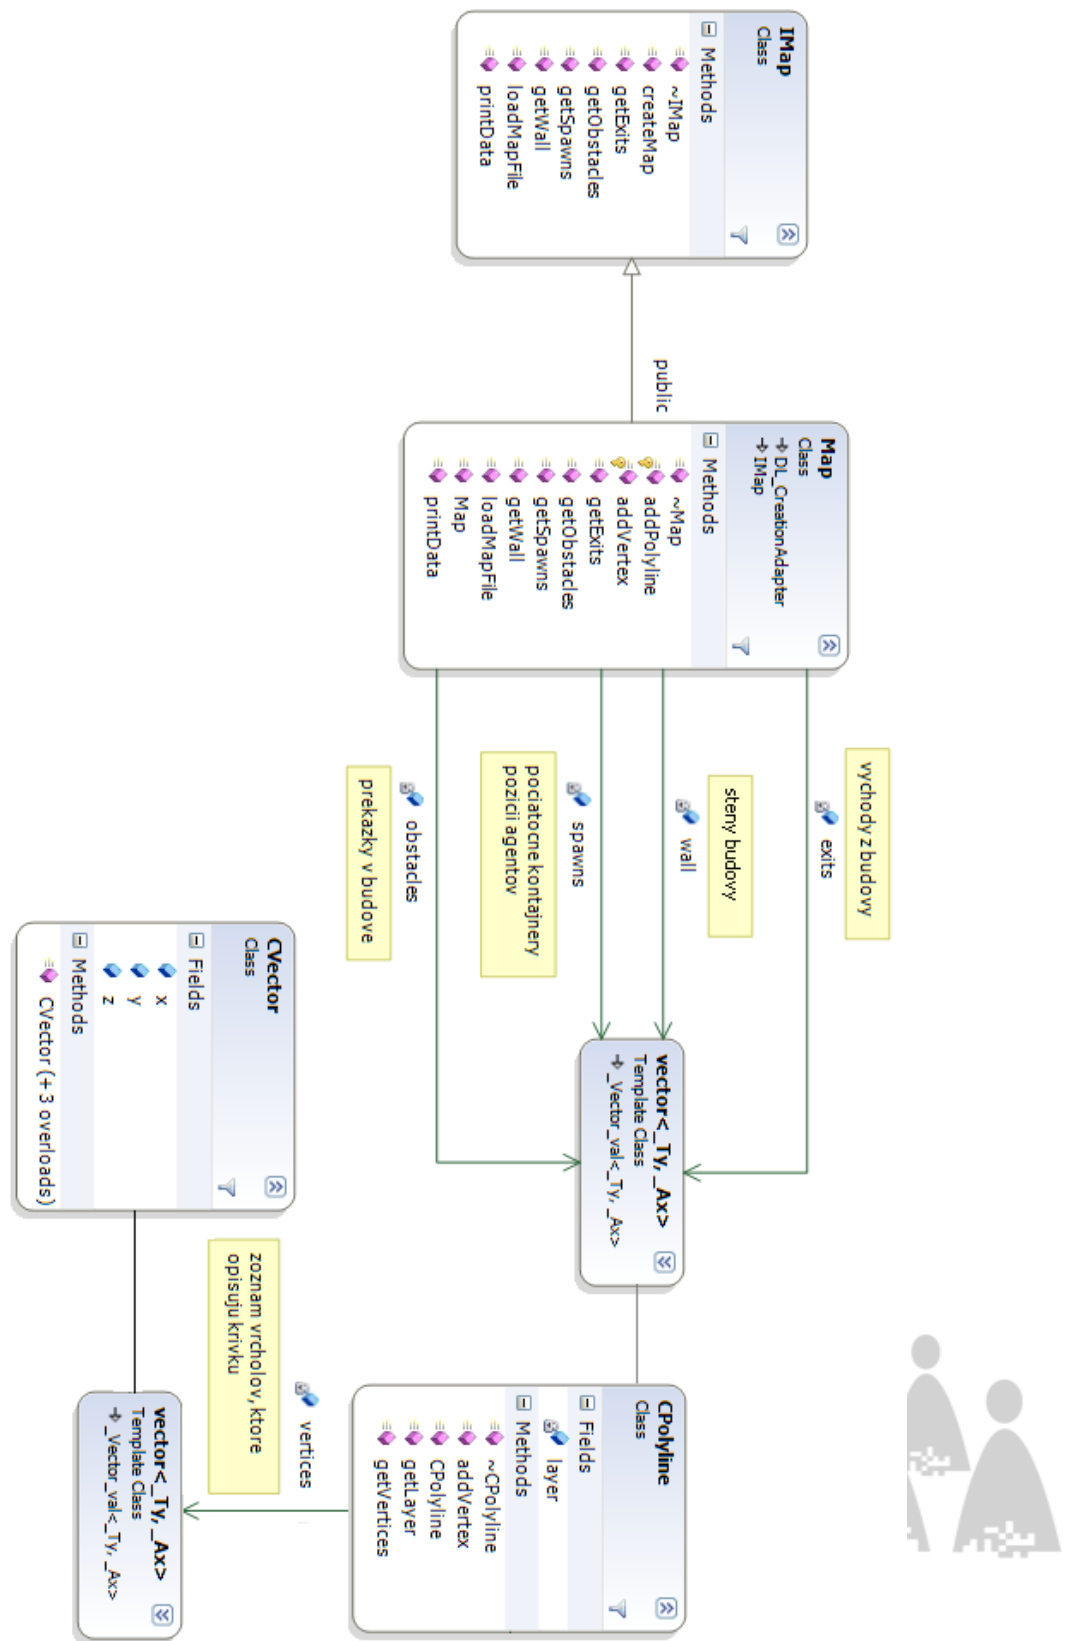 IMap
Class
Methods
~IMap
createMap
getExits
getObstacles
getSpawns
getWall
loadMapFile
printData
public
Map
Class
DL_CreationAdapter
IMap
Methods
~Map
addPolyline
addVertex
getExits
getObstacles
getSpawns
getWall
loadMapFile
Map
printData
vychody z budovy
exits
steny budovy
wall
pociatocne kontajnery
pozicii agentov
spawns
obstacles
prekazky v budove
vector<_Ty, _Ax>
Template Class
_Vector_val<_Ty, _Ax>
CVector
Class
Fields
x
y
z
Methods
CVector (+ 3 overloads)
CPolyline
Class
Fields
layer
Methods
~CPolyline
addVertex
CPolyline
getLayer
getVertices
vertices
zoznam vrcholov, ktore
opisuju krivku
vector<_Ty, _Ax>
Template Class
_Vector_val<_Ty, _Ax>